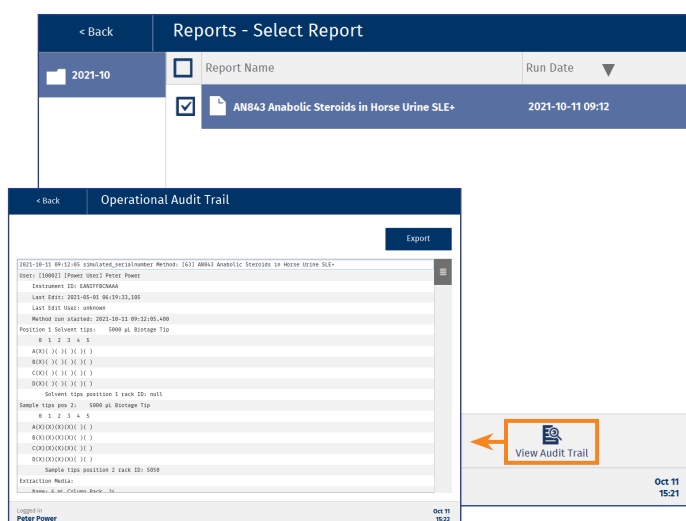 < Back
Reports - Select Report
2021-10
Report Name
Run Date
AN843 Anabolic Steroids in Horse Urine SLE+
2021-10-11 09:12
< Back
Operational Audit Trail
Export
2021-10-11 09:12:05 simulated_serialnumber Method: [63] AN843 Anabolic Steroids in Horse Urine SLE+
User: [10002] [Power User] Peter Power
Instrument ID: EANIFFBCNAAA
Last Edit: 2021-05-01 06:19:33,105
Last Edit User: unknown
Method run started: 2021-10-11 09:12:05.400
Position 1 Solvent tips: 5000 µL Biotage Tip
0 1 2 3 4 5
A(X)( )( )( )( )( )
B(X)( )( )( )( )( )
C(X)( )( )( )( )( )
D(X)( )( )( )( )( )
Solvent tips position 1 rack ID: null
Sample tips pos 2: 5000 µL Biotage Tip
0 1 2 3 4 5
A(X)(X)(X)(X)( )( )
B(X)(X)(X)(X)( )( )
C(X)(X)(X)(X)( )( )
D(X)(X)(X)(X)( )( )
Sample tips position 2 rack ID: 5050
Extraction Media:
Name: 6 mL Column Rack, 24
Logged in
Peter Power
Oct 11
15:22
View Audit Trail
Oct 11
15:21